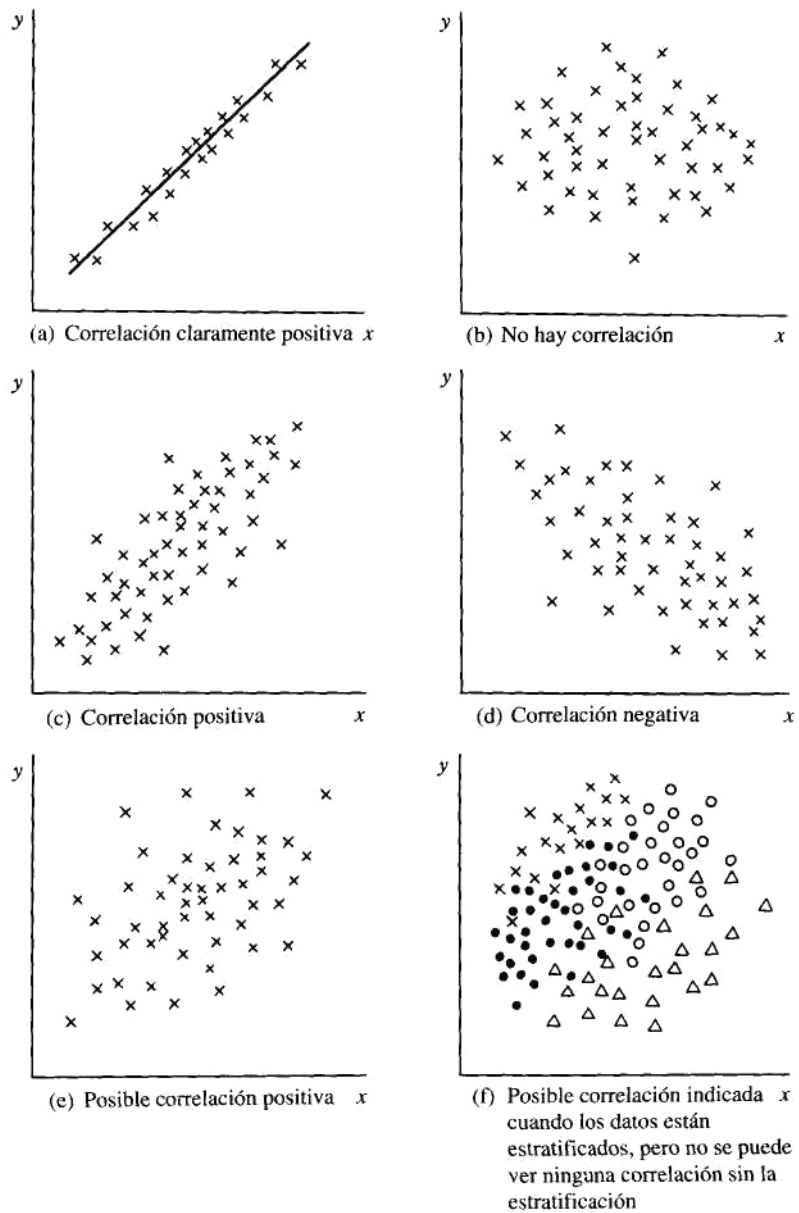 y
y
(a) Correlación claramente positiva x
(b) No hay correlación x
y
y
(c) Correlación positiva x
(d) Correlación negativa x
y
y
(e) Posible correlación positiva x
(f) Posible correlación indicada x
cuando los datos están
estratificados, pero no se puede
ver ninguna correlación sin la
estratificación